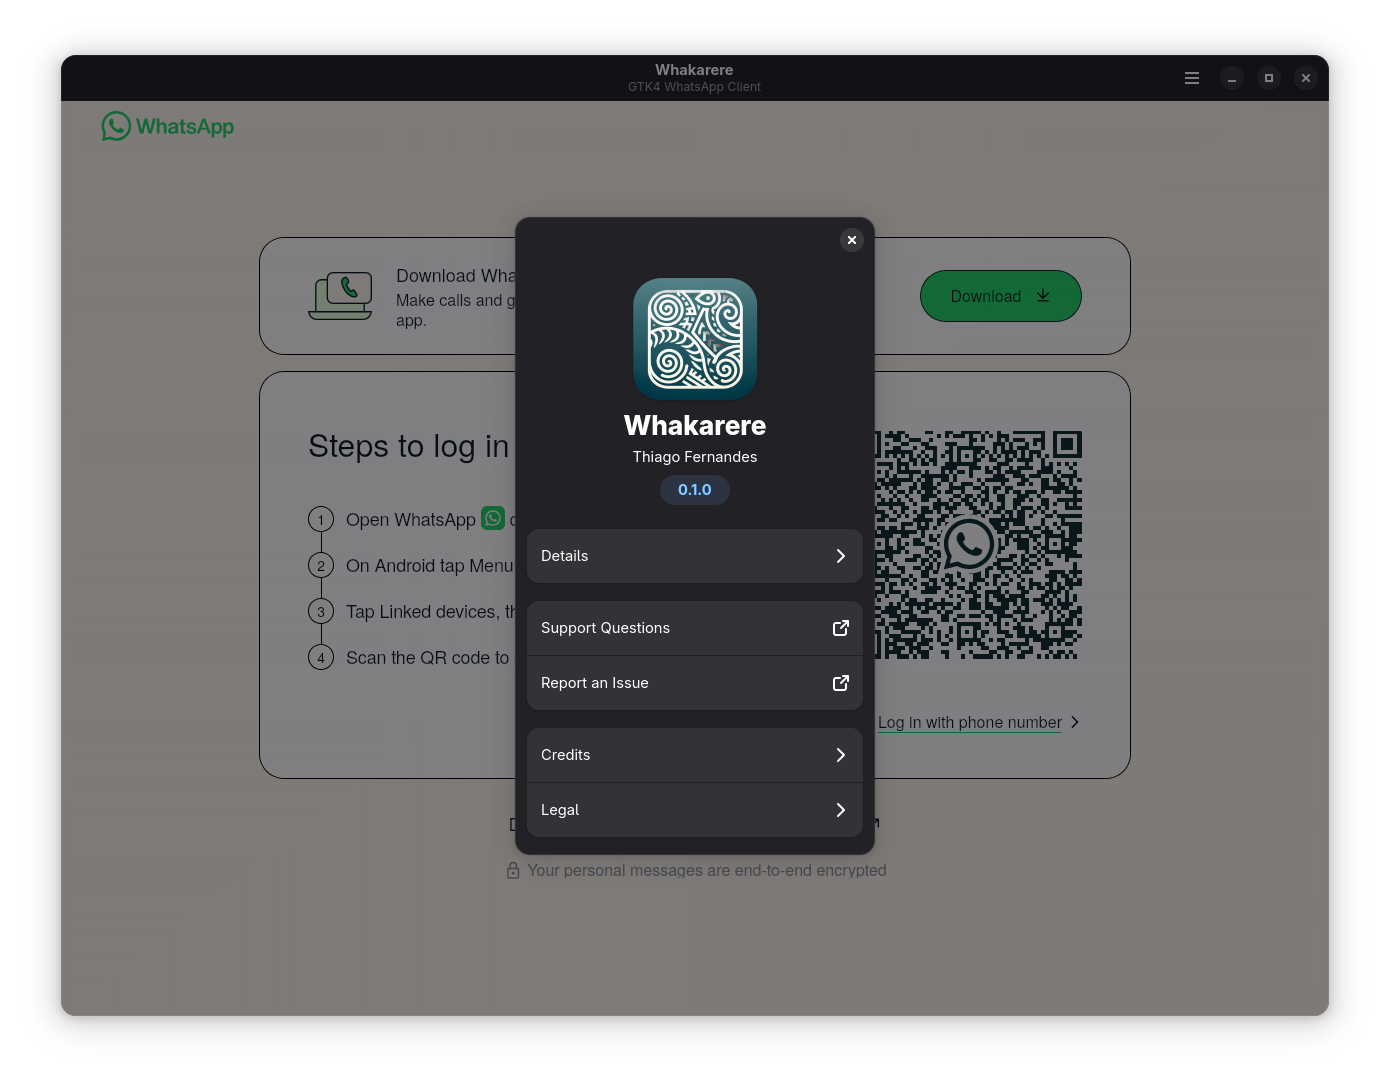 Whakarere
GTK4 WhatsApp Client
WhatsApp
Download
Make calls and
app.
Download
Steps to log in
1 Open WhatsApp
2 On Android tap Menu
3 Tap Linked devices,
4 Scan the QR code to
Log in with phone number
Whakarere
Thiago Fernandes
0.1.0
Details
Support Questions
Report an Issue
Credits
Legal
Your personal messages are end-to-end encrypted